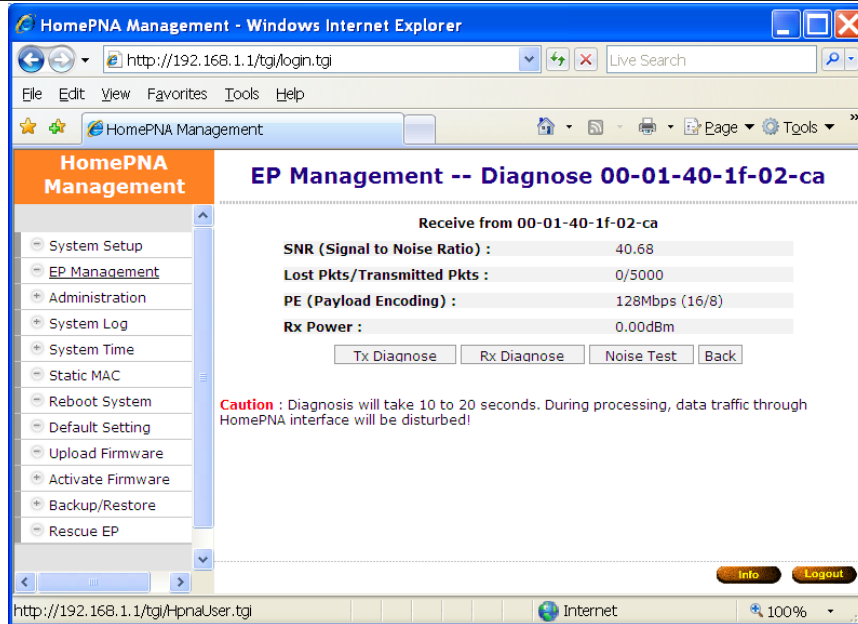 HomePNA Management - Windows Internet Explorer
http://192.168.1.1/tgi/login.tgi
Live Search
File Edit View Favorites Tools Help
HomePNA Management
Page Tools »
HomePNA
Management
System Setup
EP Management
Administration
System Log
System Time
Static MAC
Reboot System
Default Setting
Upload Firmware
Activate Firmware
Backup/Restore
Rescue EP
EP Management -- Diagnose 00-01-40-1f-02-ca
Receive from 00-01-40-1f-02-ca
SNR (Signal to Noise Ratio) : 40.68
Lost Pkts/Transmitted Pkts : 0/5000
PE (Payload Encoding) : 128Mbps (16/8)
Rx Power : 0.00dBm
Tx Diagnose Rx Diagnose Noise Test Back
Caution : Diagnosis will take 10 to 20 seconds. During processing, data traffic through
HomePNA interface will be disturbed!
Info Logout
http://192.168.1.1/tgi/HpnaUser.tgi Internet 100%